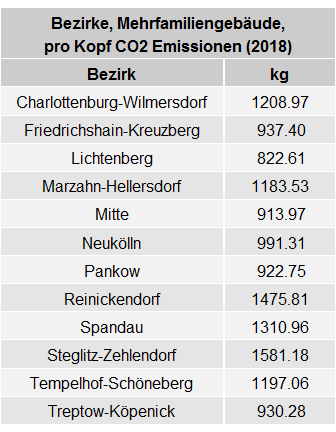 Bezirke, Mehrfamiliengebäude,
pro Kopf CO2 Emissionen (2018)
Bezirk kg
Charlottenburg-Wilmersdorf 1208.97
Friedrichshain-Kreuzberg 937.40
Lichtenberg 822.61
Marzahn-Hellersdorf 1183.53
Mitte 913.97
Neukölln 991.31
Pankow 922.75
Reinickendorf 1475.81
Spandau 1310.96
Steglitz-Zehlendorf 1581.18
Tempelhof-Schöneberg 1197.06
Treptow-Köpenick 930.28